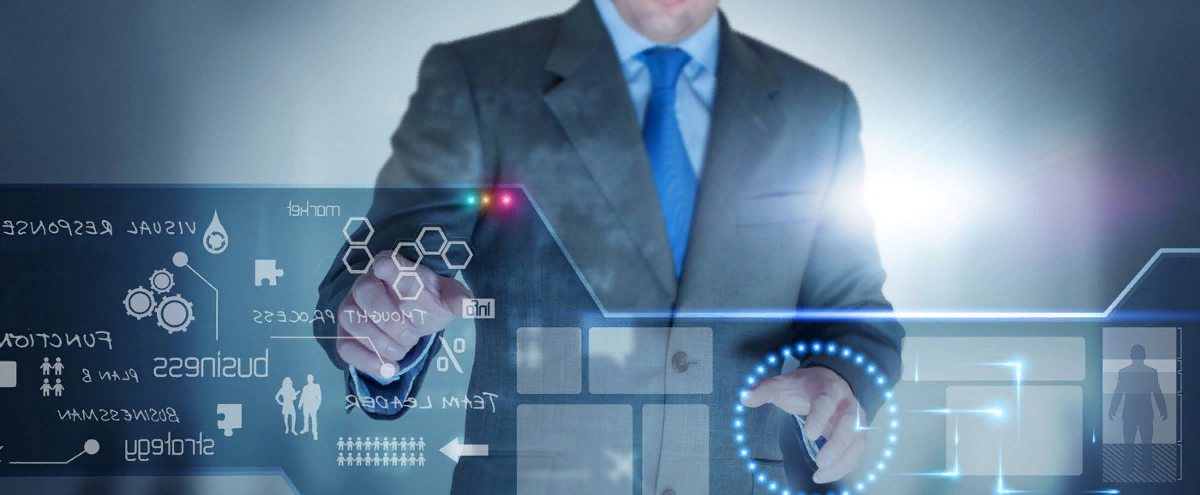 market
VISUAL RESPONSE
info
THOUGHT PROCESS
FUNCTION
%
business
PLAN B
TEAM LEADER
BUSINESSMAN
strategy